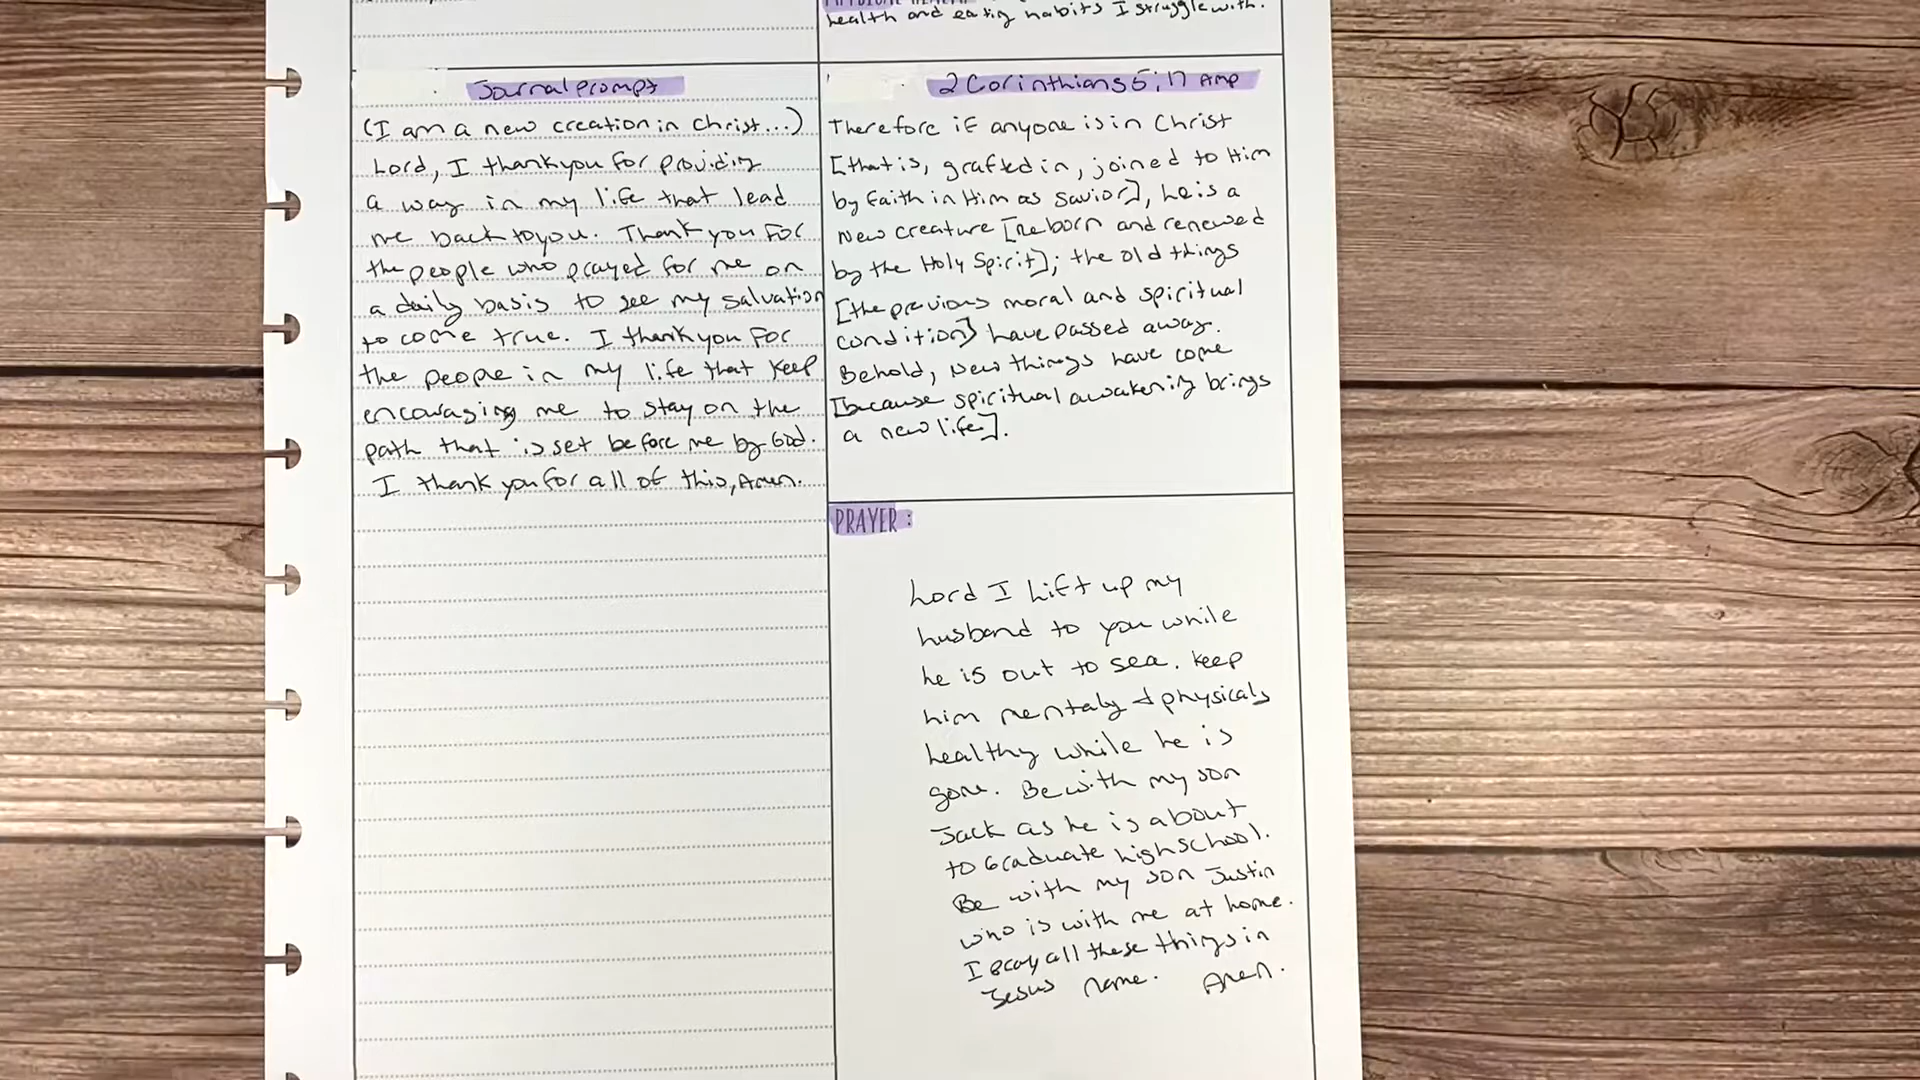 health and eating habits I struggle with.
Journal Prompt
(I am a new creation in Christ...)
Lord, I thank you for providing
a way in my life that lead
me back to you. Thank you for
the people who prayed for me on
a daily basis to see my salvation
to come true. I thank you for
the people in my life that keep
encouraging me to stay on the
path that is set before me by God.
I thank you for all of this, Amen.
2 Corinthians 5:17 AMP
Therefore if anyone is in Christ
[that is, grafted in, joined to Him
by faith in Him as Savior], he is a
new creature [reborn and renewed
by the Holy Spirit]; the old things
[the previous moral and spiritual
condition] have passed away.
Behold, new things have come
[because spiritual awakening brings
a new life].
PRAYER:
Lord I Lift up my
husband to you while
he is out to sea. Keep
him mentaly + physicaly
healthy while he is
gone. Be with my son
Jack as he is about
to Graduate high school.
Be with my son Justin
who is with me at home.
I pray all these things in
Jesus name. Amen.